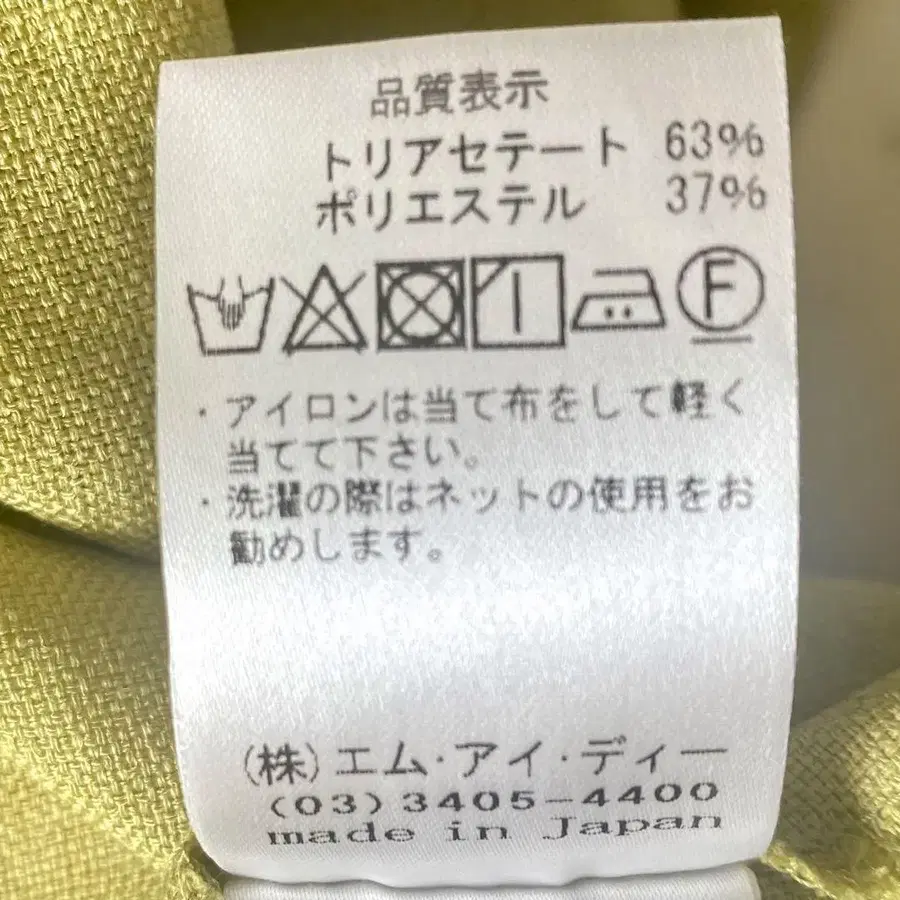 品質表示
トリアセテート 63%
ポリエステル 37%
F
・アイロンは当て布をして軽く
当てて下さい。
・洗濯の際はネットの使用をお
勧めします。
(株)エム・アイ・ディー
(03)3405-4400
made in Japan